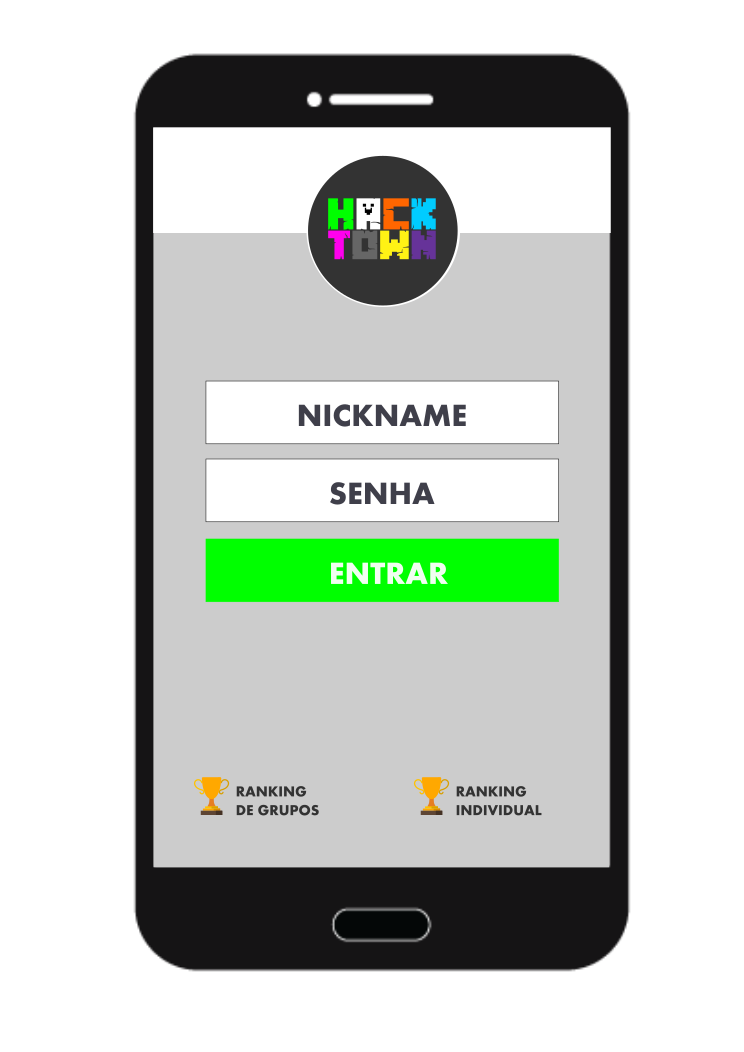 HACK
TOWN
NICKNAME
SENHA
ENTRAR
RANKING
DE GRUPOS
RANKING
INDIVIDUAL